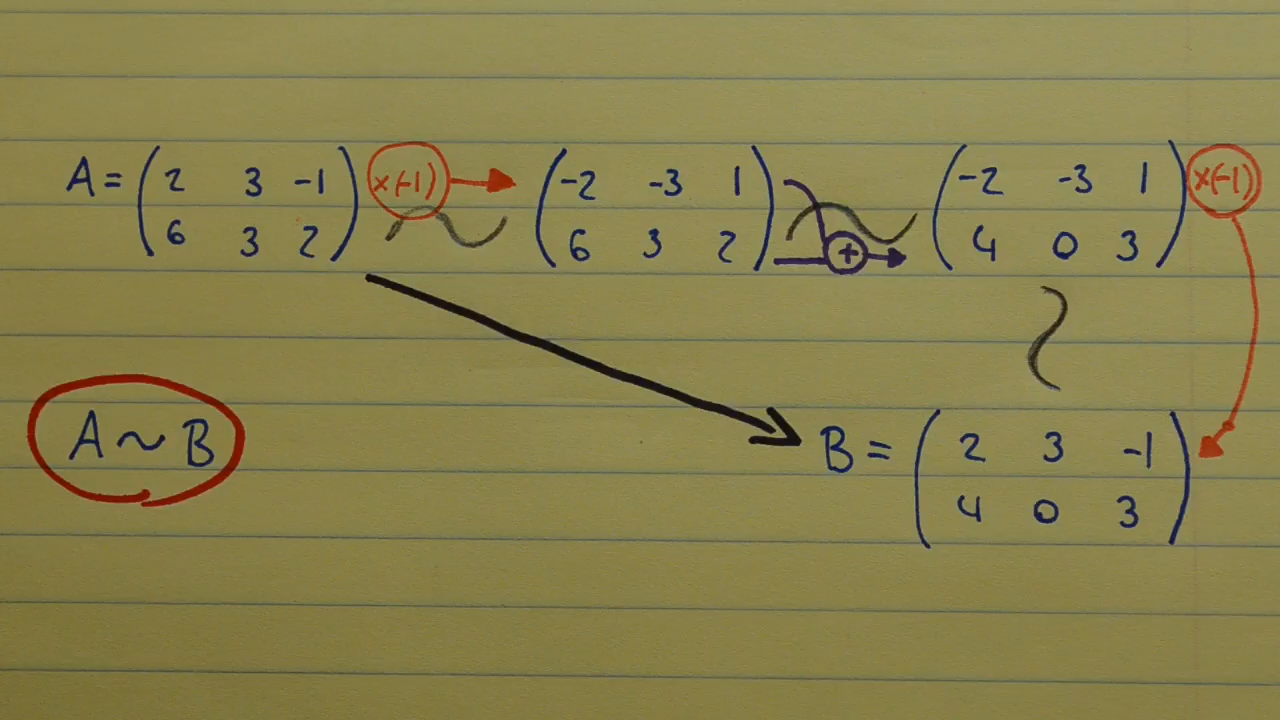 A = ( 2 3 -1 ) x(-1) ( -2 -3 1 ) ( -2 -3 1 ) x(-1)
( 6 3 2 ) ~ ( 6 3 2 ) ~ + ( 4 0 3 )
~
A ~ B B = ( 2 3 -1 )
( 4 0 3 )